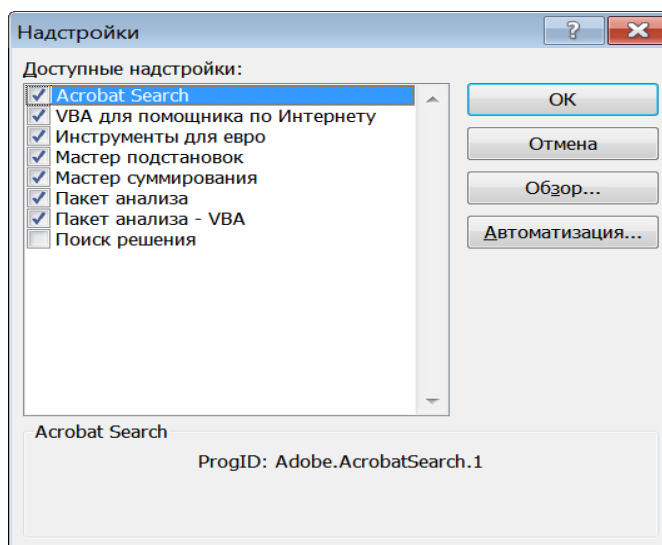 Надстройки
Доступные надстройки:
Acrobat Search
VBA для помощника по Интернету
Инструменты для евро
Мастер подстановок
Мастер суммирования
Пакет анализа
Пакет анализа - VBA
Поиск решения
ОК
Отмена
Обзор...
Автоматизация...
Acrobat Search
ProgID: Adobe.AcrobatSearch.1